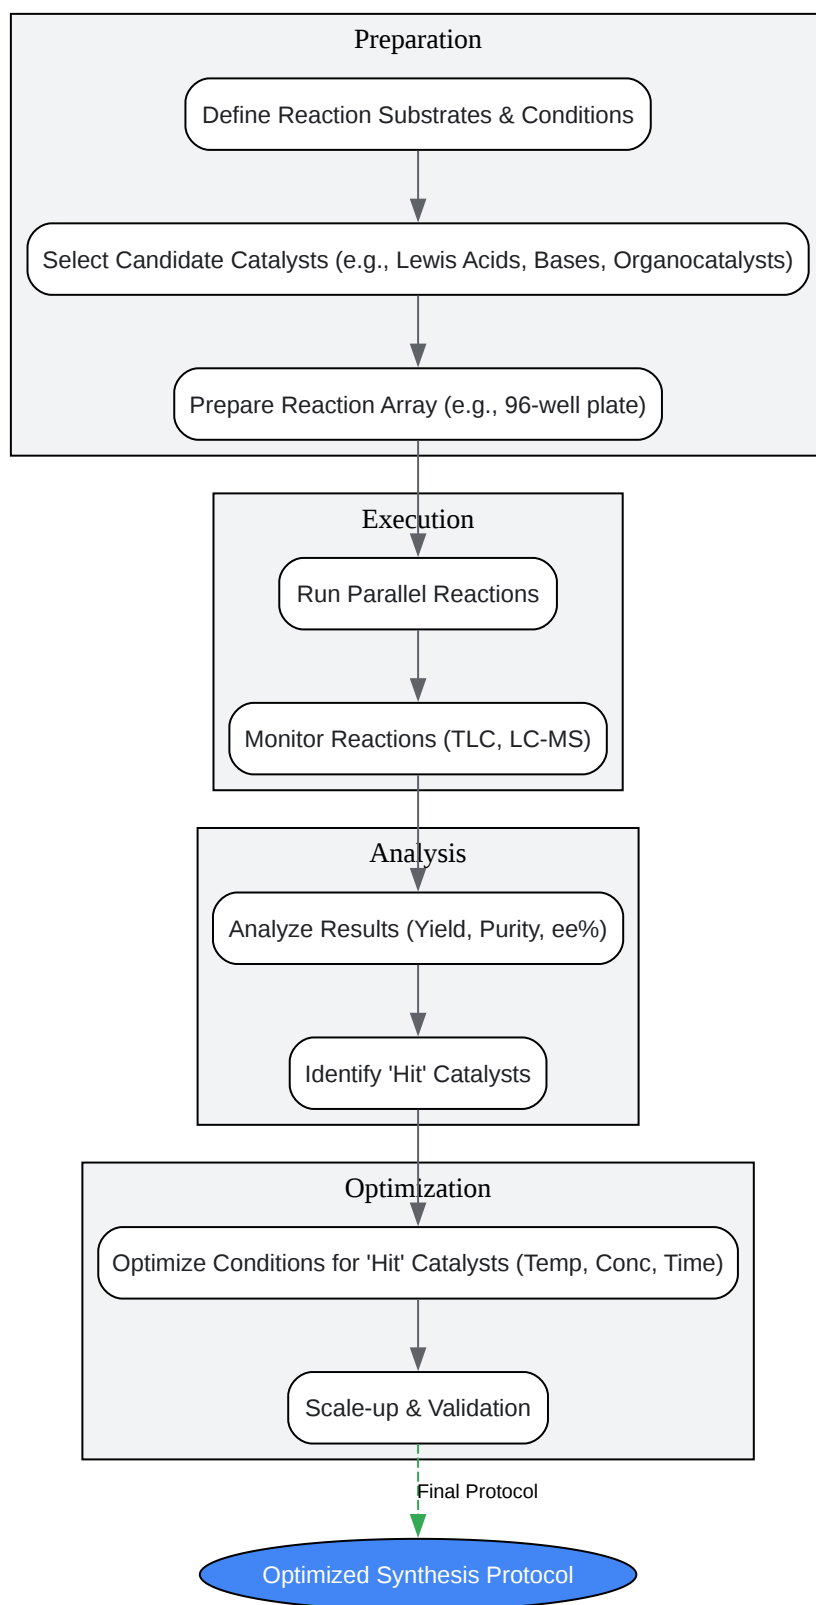 Preparation
Define Reaction Substrates & Conditions
Select Candidate Catalysts (e.g., Lewis Acids, Bases, Organocatalysts)
Prepare Reaction Array (e.g., 96-well plate)
Execution
Run Parallel Reactions
Monitor Reactions (TLC, LC-MS)
Analysis
Analyze Results (Yield, Purity, ee%)
Identify 'Hit' Catalysts
Optimization
Optimize Conditions for 'Hit' Catalysts (Temp, Conc, Time)
Scale-up & Validation
Final Protocol
Optimized Synthesis Protocol